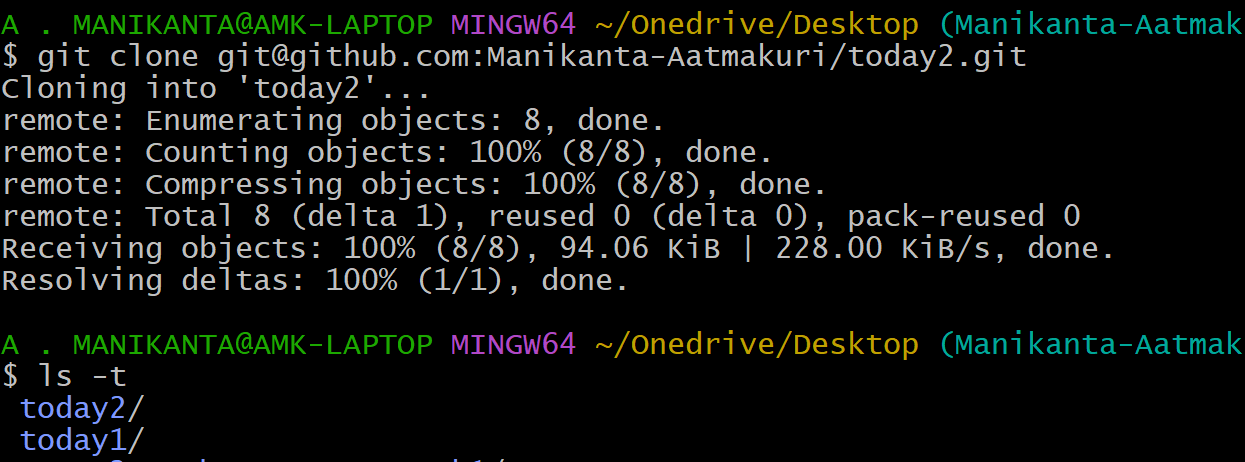 A . MANIKANTA@AMK-LAPTOP MINGW64 ~/Onedrive/Desktop (Manikanta-Aatmak
$ git clone git@github.com:Manikanta-Aatmakuri/today2.git
Cloning into 'today2'...
remote: Enumerating objects: 8, done.
remote: Counting objects: 100% (8/8), done.
remote: Compressing objects: 100% (8/8), done.
remote: Total 8 (delta 1), reused 0 (delta 0), pack-reused 0
Receiving objects: 100% (8/8), 94.06 KiB | 228.00 KiB/s, done.
Resolving deltas: 100% (1/1), done.
A . MANIKANTA@AMK-LAPTOP MINGW64 ~/Onedrive/Desktop (Manikanta-Aatmak
$ ls -t
today2/
today1/